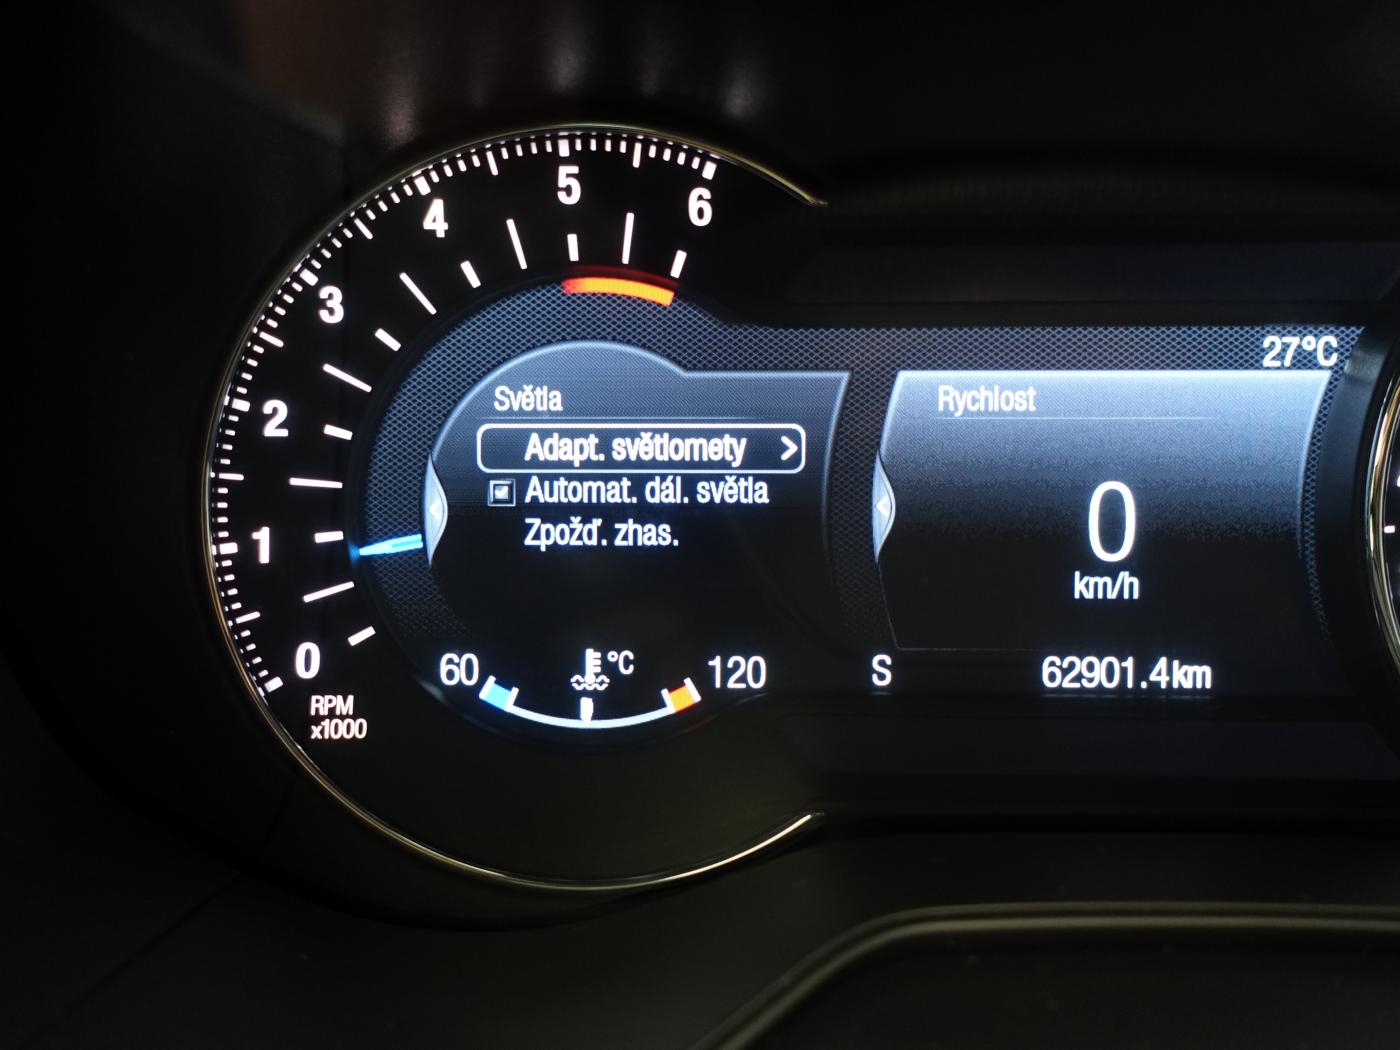 6
5
4
3
2
1
0
RPM
x1000
27°C
Světla
Adapt. světlomety
Automat. dál. světla
Zpožď. zhas.
Rychlost
0
km/h
60
°C
120
S
62901.4km